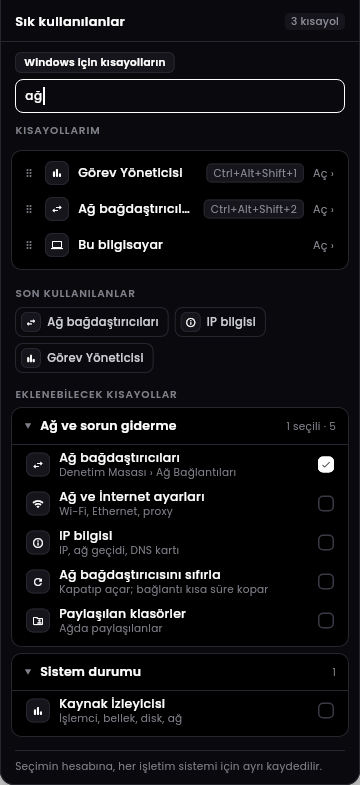 Sık kullanılanlar 3 kısayol
Windows için kısayolların
ağ
KISAYOLLARIM
Görev Yöneticisi Ctrl+Alt+Shift+1 Aç ›
Ağ bağdaştırıcıl... Ctrl+Alt+Shift+2 Aç ›
Bu bilgisayar Aç ›
SON KULLANILANLAR
Ağ bağdaştırıcıları IP bilgisi
Görev Yöneticisi
EKLENEBİLECEK KISAYOLLAR
Ağ ve sorun giderme 1 seçili · 5
Ağ bağdaştırıcıları
Denetim Masası › Ağ Bağlantıları
Ağ ve İnternet ayarları
Wi-Fi, Ethernet, proxy
IP bilgisi
IP, ağ geçidi, DNS kartı
Ağ bağdaştırıcısını sıfırla
Kapatıp açar; bağlantı kısa süre kopar
Paylaşılan klasörler
Ağda paylaşılanlar
Sistem durumu 1
Kaynak İzleyicisi
İşlemci, bellek, disk, ağ
Seçimin hesabına, her işletim sistemi için ayrı kaydedilir.